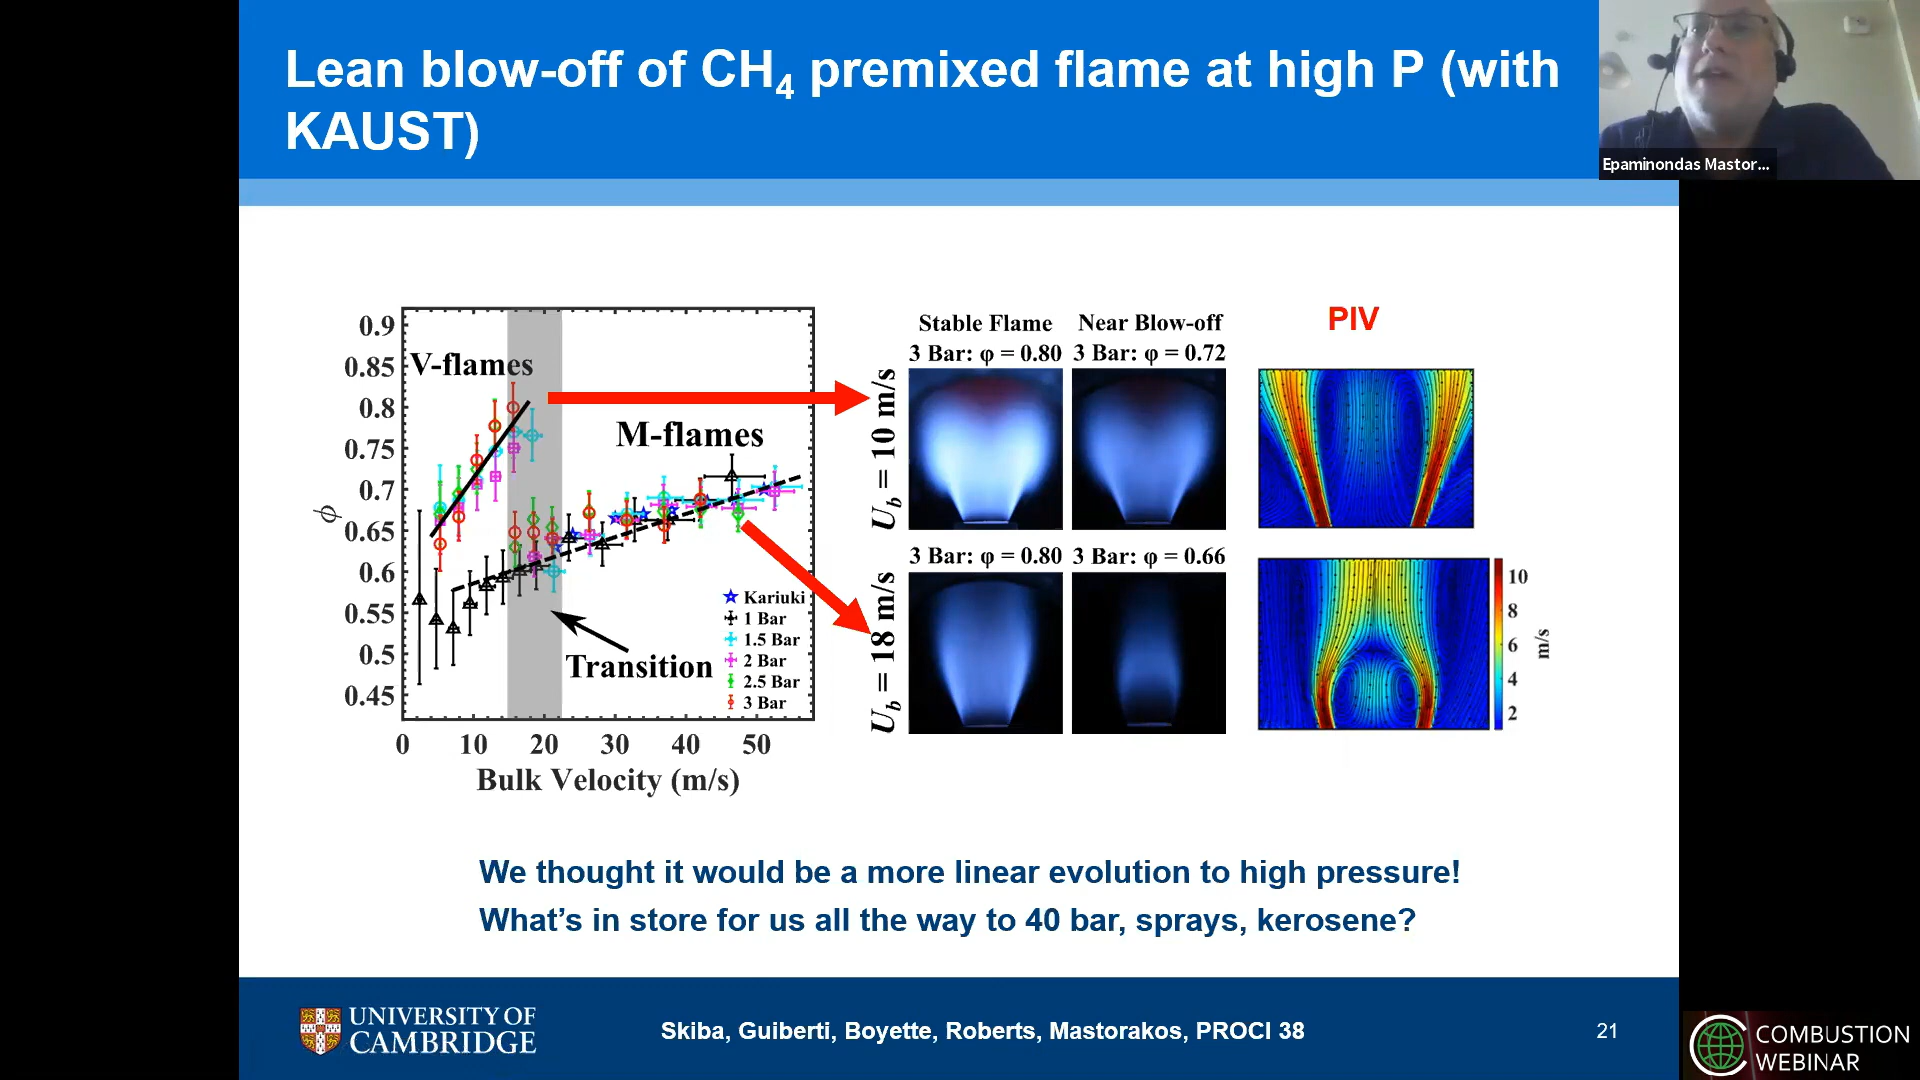 Lean blow-off of CH4 premixed flame at high P (with
KAUST)
Epaminondas Mastor...
0.9
0.85
0.8
0.75
0.7
0.65
0.6
0.55
0.5
0.45
ϕ
V-flames
M-flames
Transition
Kariuki
1 Bar
1.5 Bar
2 Bar
2.5 Bar
3 Bar
0 10 20 30 40 50
Bulk Velocity (m/s)
Stable Flame Near Blow-off
3 Bar: φ = 0.80 3 Bar: φ = 0.72
Ub = 10 m/s
3 Bar: φ = 0.80 3 Bar: φ = 0.66
Ub = 18 m/s
PIV
10
8
6
4
2
m/s
We thought it would be a more linear evolution to high pressure!
What's in store for us all the way to 40 bar, sprays, kerosene?
UNIVERSITY OF
CAMBRIDGE
Skiba, Guiberti, Boyette, Roberts, Mastorakos, PROCI 38
21
COMBUSTION
WEBINAR